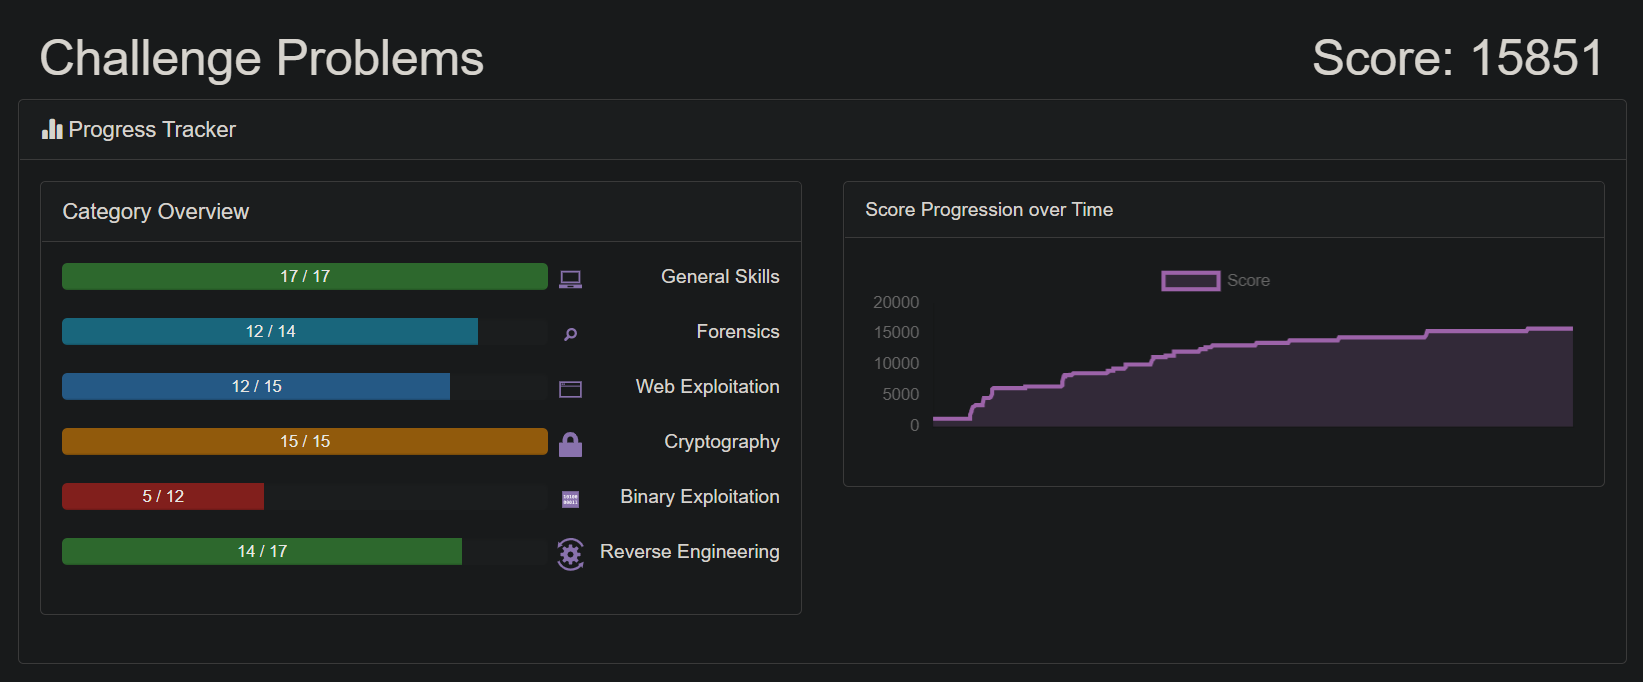 Challenge Problems
Score: 15851
Progress Tracker
Category Overview
17 / 17
General Skills
12 / 14
Forensics
12 / 15
Web Exploitation
15 / 15
Cryptography
5 / 12
Binary Exploitation
14 / 17
Reverse Engineering
Score Progression over Time
Score
20000
15000
10000
5000
0